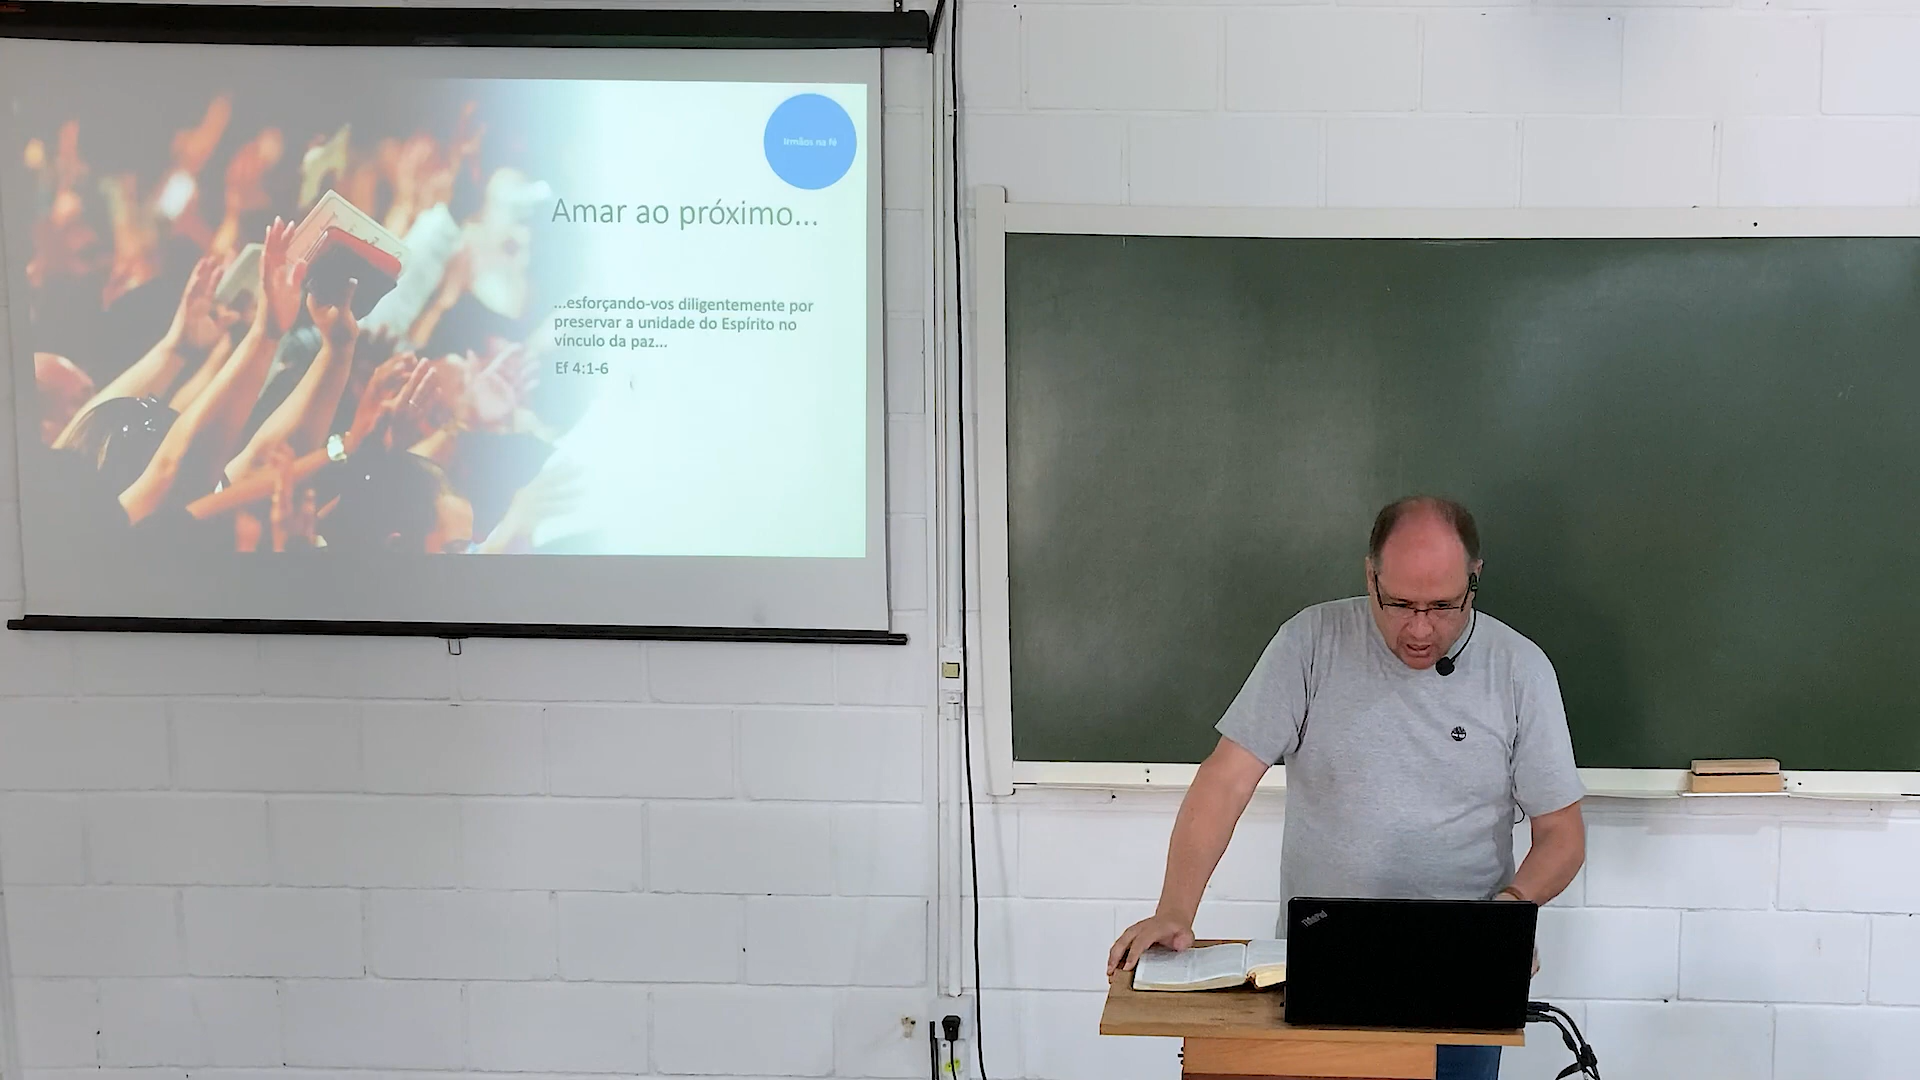 Irmãos na fé
Amar ao próximo...
...esforçando-vos diligentemente por
preservar a unidade do Espírito no
vínculo da paz...
Ef 4:1-6
ThinkPad